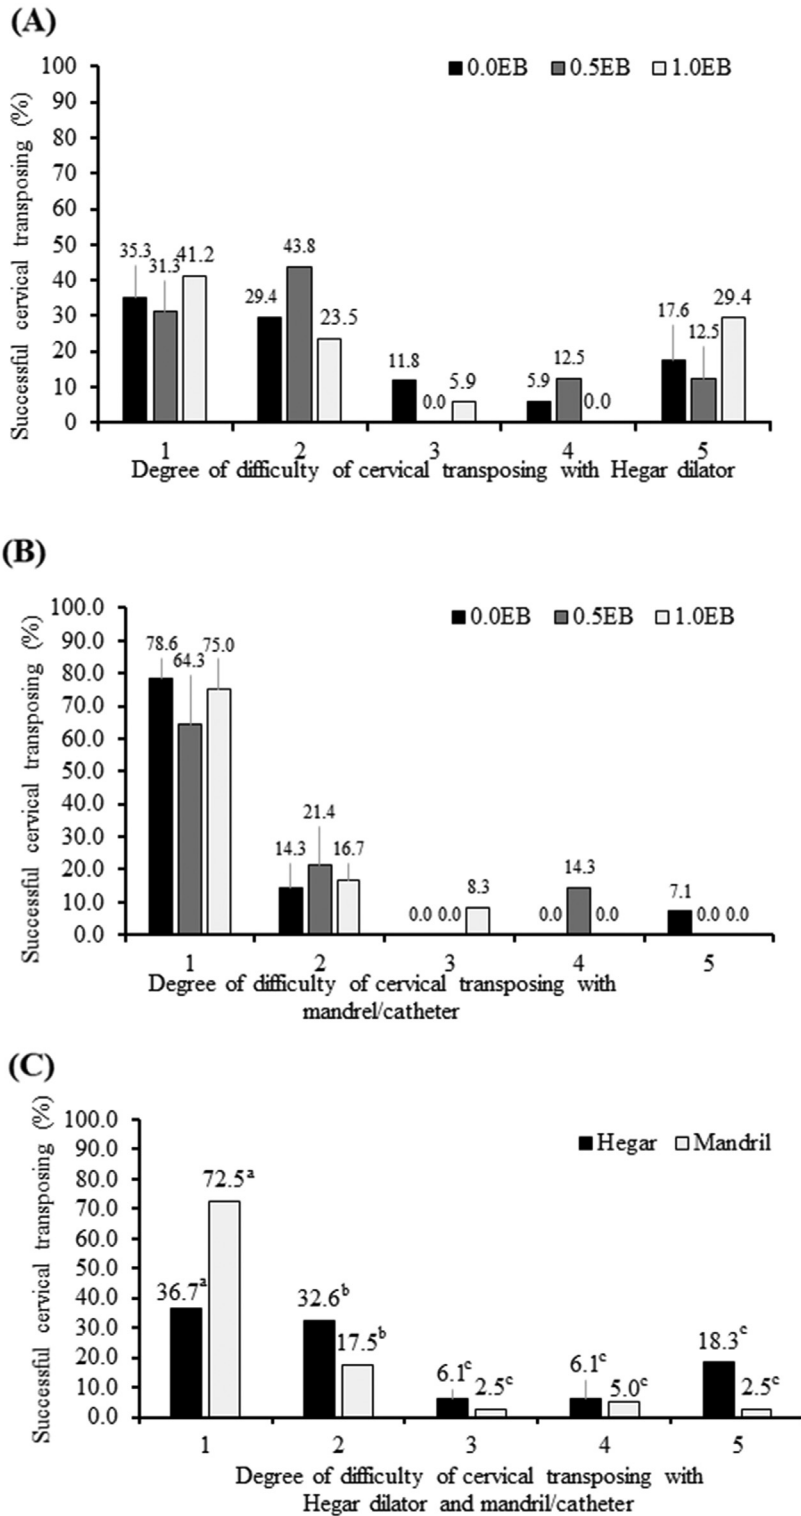 (A)
Successful cervical transposing (%)
100
90
80
70
60
50
40
30
20
10
0
0.0EB 0.5EB 1.0EB
35.3 31.3 41.2 29.4 43.8 23.5 11.8 0.0 5.9 5.9 12.5 0.0 17.6 12.5 29.4
1 2 3 4 5
Degree of difficulty of cervical transposing with Hegar dilator
(B)
Successful cervical transposing (%)
100.0
90.0
80.0
70.0
60.0
50.0
40.0
30.0
20.0
10.0
0.0
0.0EB 0.5EB 1.0EB
78.6 64.3 75.0 14.3 21.4 16.7 0.0 0.0 8.3 0.0 14.3 0.0 7.1 0.0 0.0
1 2 3 4 5
Degree of difficulty of cervical transposing with
mandrel/catheter
(C)
Successful cervical transposing (%)
100.0
90.0
80.0
70.0
60.0
50.0
40.0
30.0
20.0
10.0
0.0
Hegar Mandril
36.7ª 72.5ª 32.6ᵇ 17.5ᵇ 6.1ᶜ 2.5ᶜ 6.1ᶜ 5.0ᶜ 18.3ᶜ 2.5ᶜ
1 2 3 4 5
Degree of difficulty of cervical transposing with
Hegar dilator and mandril/catheter